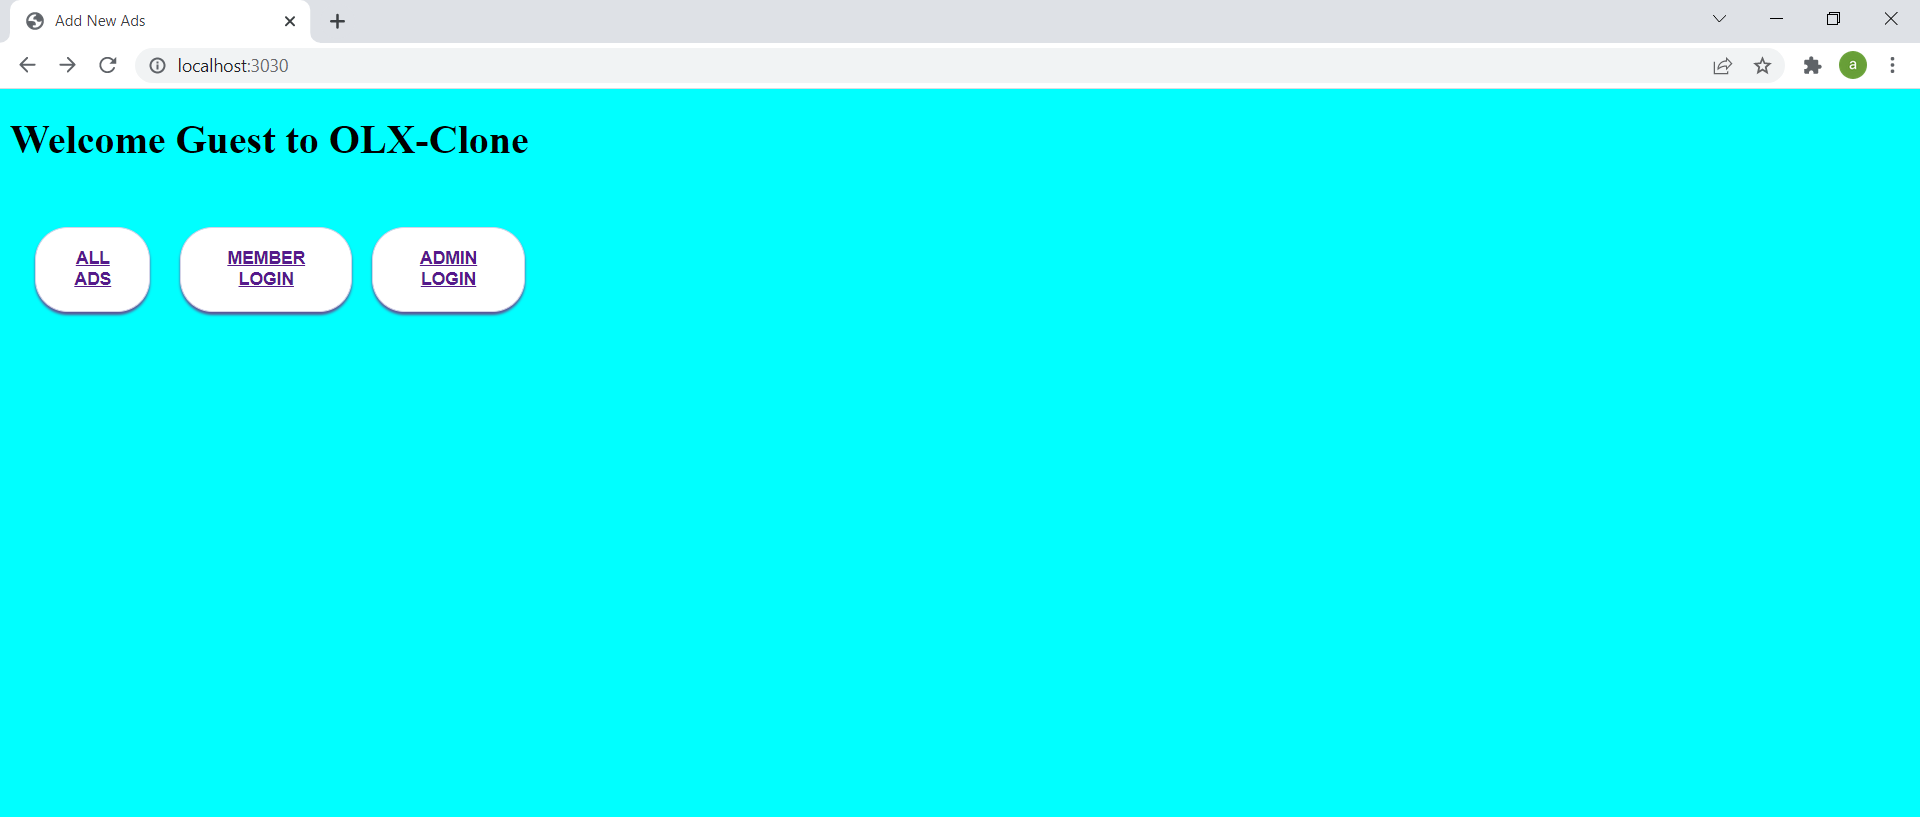 Add New Ads
localhost:3030
a
Welcome Guest to OLX-Clone
ALL
ADS
MEMBER
LOGIN
ADMIN
LOGIN